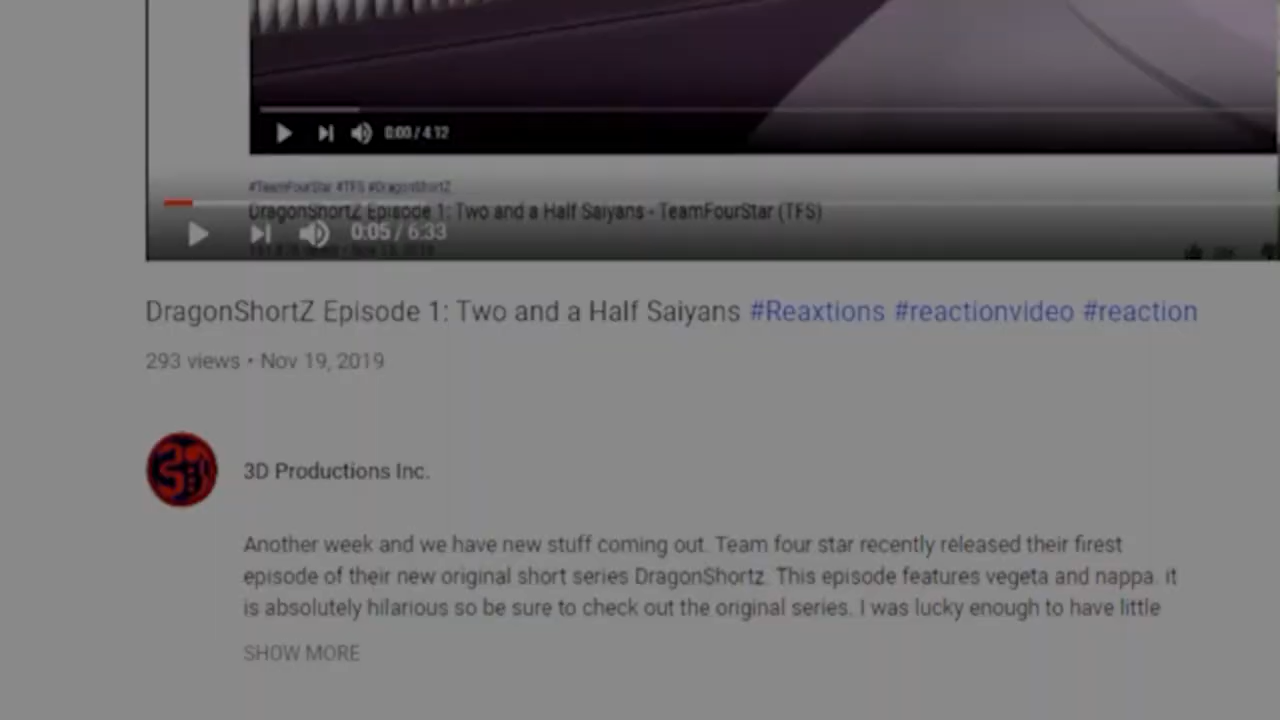 0:00 / 4:12
#TeamFourStar #TFS #DragonShortZ
DragonShortZ Episode 1: Two and a Half Saiyans - TeamFourStar (TFS)
0:05 / 6:33
DragonShortZ Episode 1: Two and a Half Saiyans #Reaxtions #reactionvideo #reaction
293 views • Nov 19, 2019
3D Productions Inc.
Another week and we have new stuff coming out. Team four star recently released their firest
episode of their new original short series DragonShortz. This episode features vegeta and nappa. it
is absolutely hilarious so be sure to check out the original series. I was lucky enough to have little
SHOW MORE